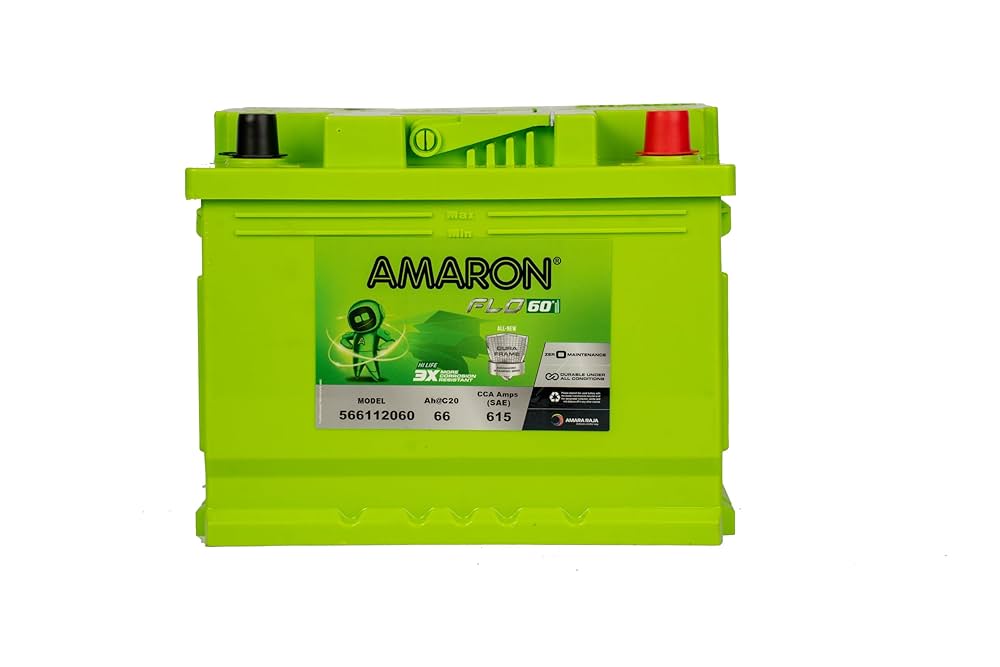 Max
Min
AMARON®
FLO 60
ALL-NEW
DURA
FRAME
HI LIFE
3X MORE
CORROSION
RESISTANT
ZERO MAINTENANCE
DURABLE UNDER
ALL CONDITIONS
MODEL
566112060
Ah@C20
66
CCA Amps
(SAE)
615
AMARA RAJA
A